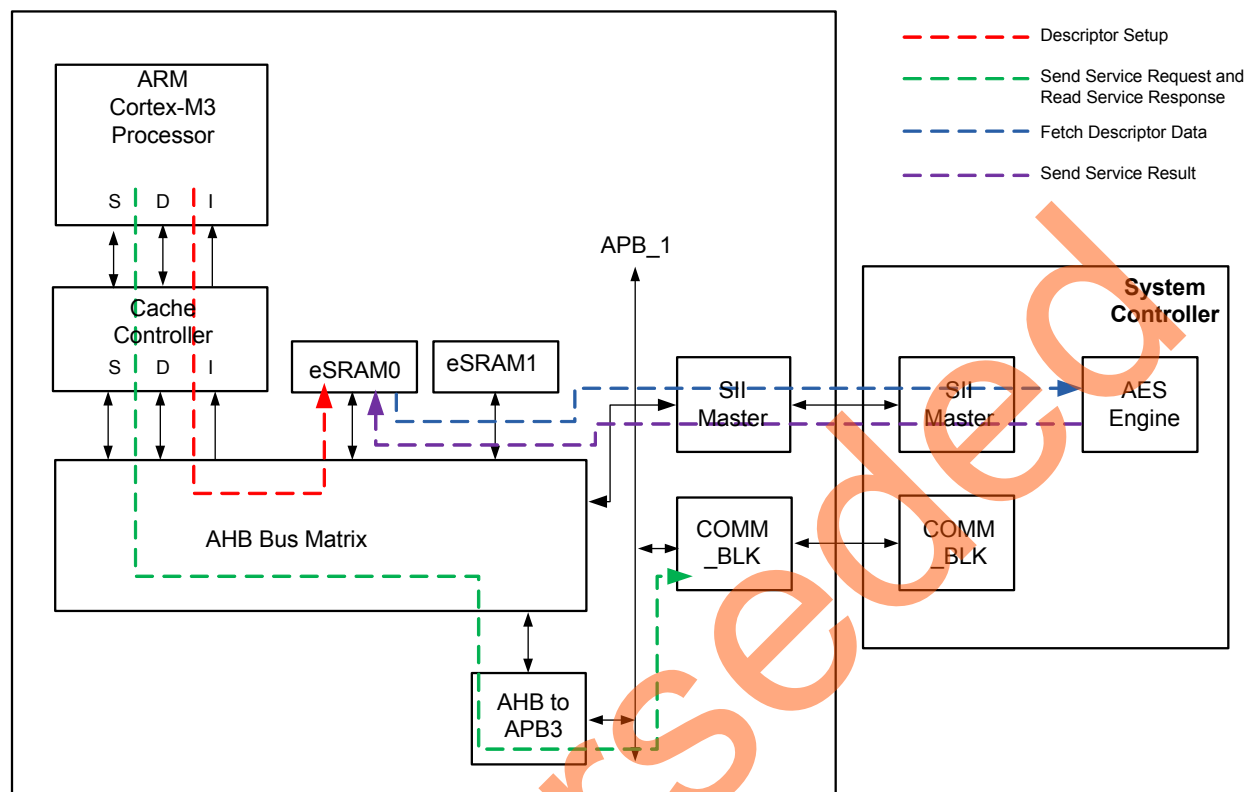 Descriptor Setup
Send Service Request and
Read Service Response
Fetch Descriptor Data
Send Service Result
ARM
Cortex-M3
Processor
S D I
Cache
Controller
S D I
eSRAM0
eSRAM1
APB_1
SII
Master
System
Controller
SII
Master
AES
Engine
AHB Bus Matrix
COMM
_BLK
COMM
_BLK
AHB to
APB3
rseded